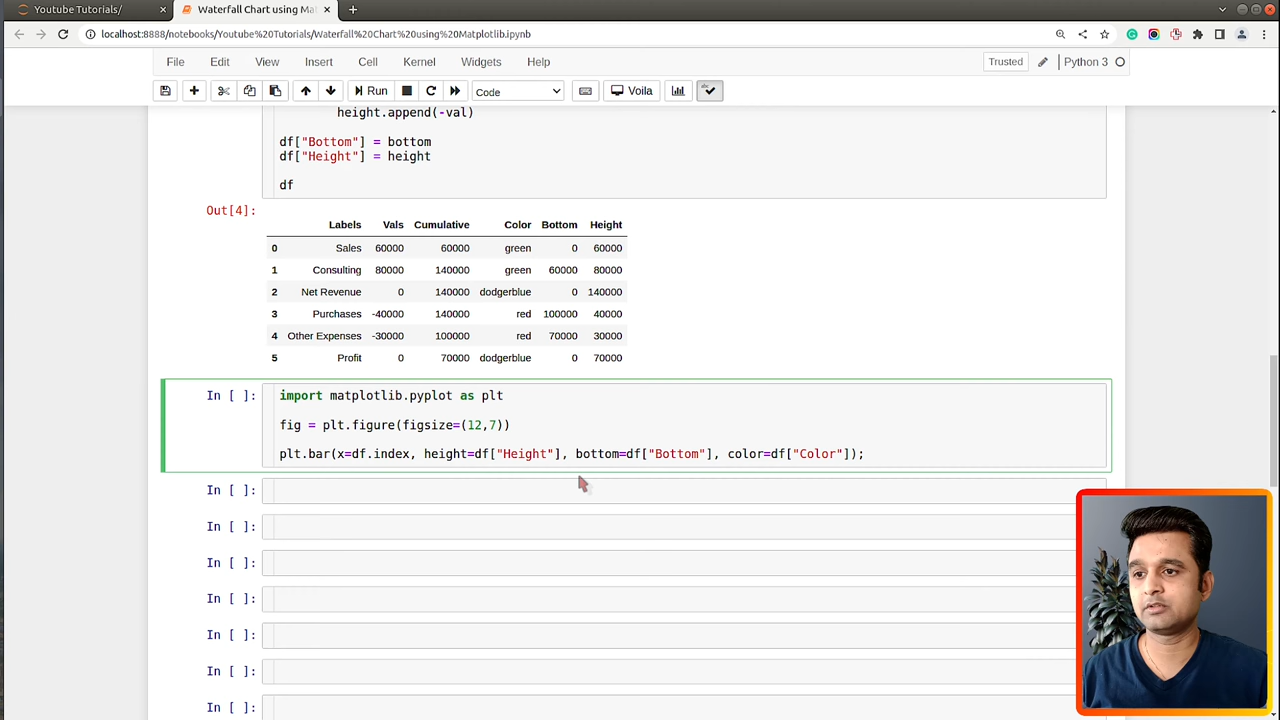 Youtube Tutorials/
Waterfall Chart using Mat
localhost:8888/notebooks/Youtube%20Tutorials/Waterfall%20Chart%20using%20Matplotlib.ipynb
File Edit View Insert Cell Kernel Widgets Help Trusted Python 3
Run Code Voila
height.append(-val)
df["Bottom"] = bottom
df["Height"] = height
df
Out[4]:
Labels Vals Cumulative Color Bottom Height
0 Sales 60000 60000 green 0 60000
1 Consulting 80000 140000 green 60000 80000
2 Net Revenue 0 140000 dodgerblue 0 140000
3 Purchases -40000 140000 red 100000 40000
4 Other Expenses -30000 100000 red 70000 30000
5 Profit 0 70000 dodgerblue 0 70000
In [ ]: import matplotlib.pyplot as plt
fig = plt.figure(figsize=(12,7))
plt.bar(x=df.index, height=df["Height"], bottom=df["Bottom"], color=df["Color"]);
In [ ]:
In [ ]:
In [ ]:
In [ ]:
In [ ]:
In [ ]:
In [ ]: